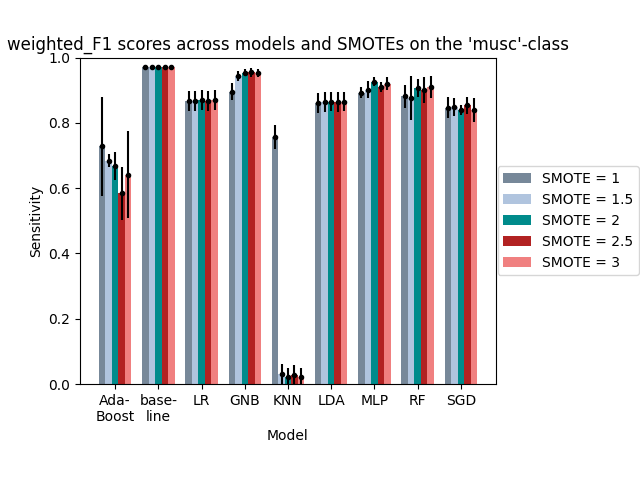 weighted_F1 scores across models and SMOTEs on the 'musc'-class
1.0
0.8
0.6
0.4
0.2
0.0
Sensitivity
Ada-
Boost
base-
line
LR
GNB
KNN
LDA
MLP
RF
SGD
Model
SMOTE = 1
SMOTE = 1.5
SMOTE = 2
SMOTE = 2.5
SMOTE = 3